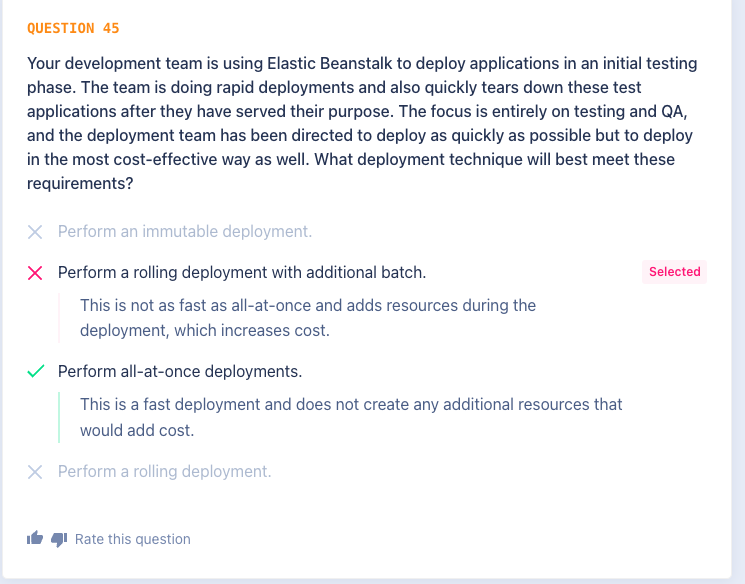 QUESTION 45
Your development team is using Elastic Beanstalk to deploy applications in an initial testing
phase. The team is doing rapid deployments and also quickly tears down these test
applications after they have served their purpose. The focus is entirely on testing and QA,
and the deployment team has been directed to deploy as quickly as possible but to deploy
in the most cost-effective way as well. What deployment technique will best meet these
requirements?
Perform an immutable deployment.
Perform a rolling deployment with additional batch. Selected
This is not as fast as all-at-once and adds resources during the
deployment, which increases cost.
Perform all-at-once deployments.
This is a fast deployment and does not create any additional resources that
would add cost.
Perform a rolling deployment.
Rate this question